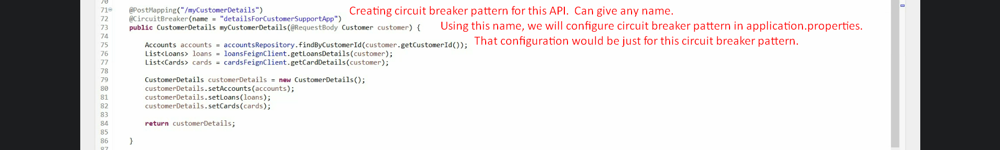 70
71 @PostMapping("/myCustomerDetails") Creating circuit breaker pattern for this API. Can give any name.
72 @CircuitBreaker(name = "detailsForCustomerSupportApp")
73 public CustomerDetails myCustomerDetails(@RequestBody Customer customer) { Using this name, we will configure circuit breaker pattern in application.properties.
74 That configuration would be just for this circuit breaker pattern.
75 Accounts accounts = accountsRepository.findByCustomerId(customer.getCustomerId());
76 List<Loans> loans = loansFeignClient.getLoansDetails(customer);
77 List<Cards> cards = cardsFeignClient.getCardDetails(customer);
78
79 CustomerDetails customerDetails = new CustomerDetails();
80 customerDetails.setAccounts(accounts);
81 customerDetails.setLoans(loans);
82 customerDetails.setCards(cards);
83
84 return customerDetails;
85
86 }
87